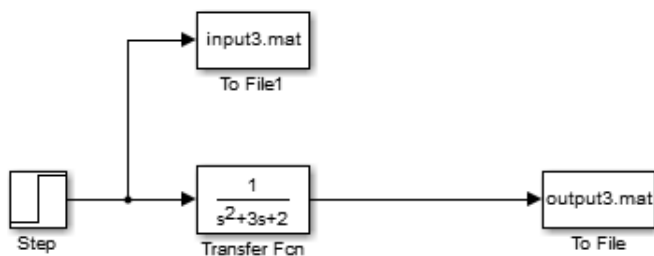 input3.mat
To File1
Step
1
s²+3s+2
Transfer Fcn
output3.mat
To File